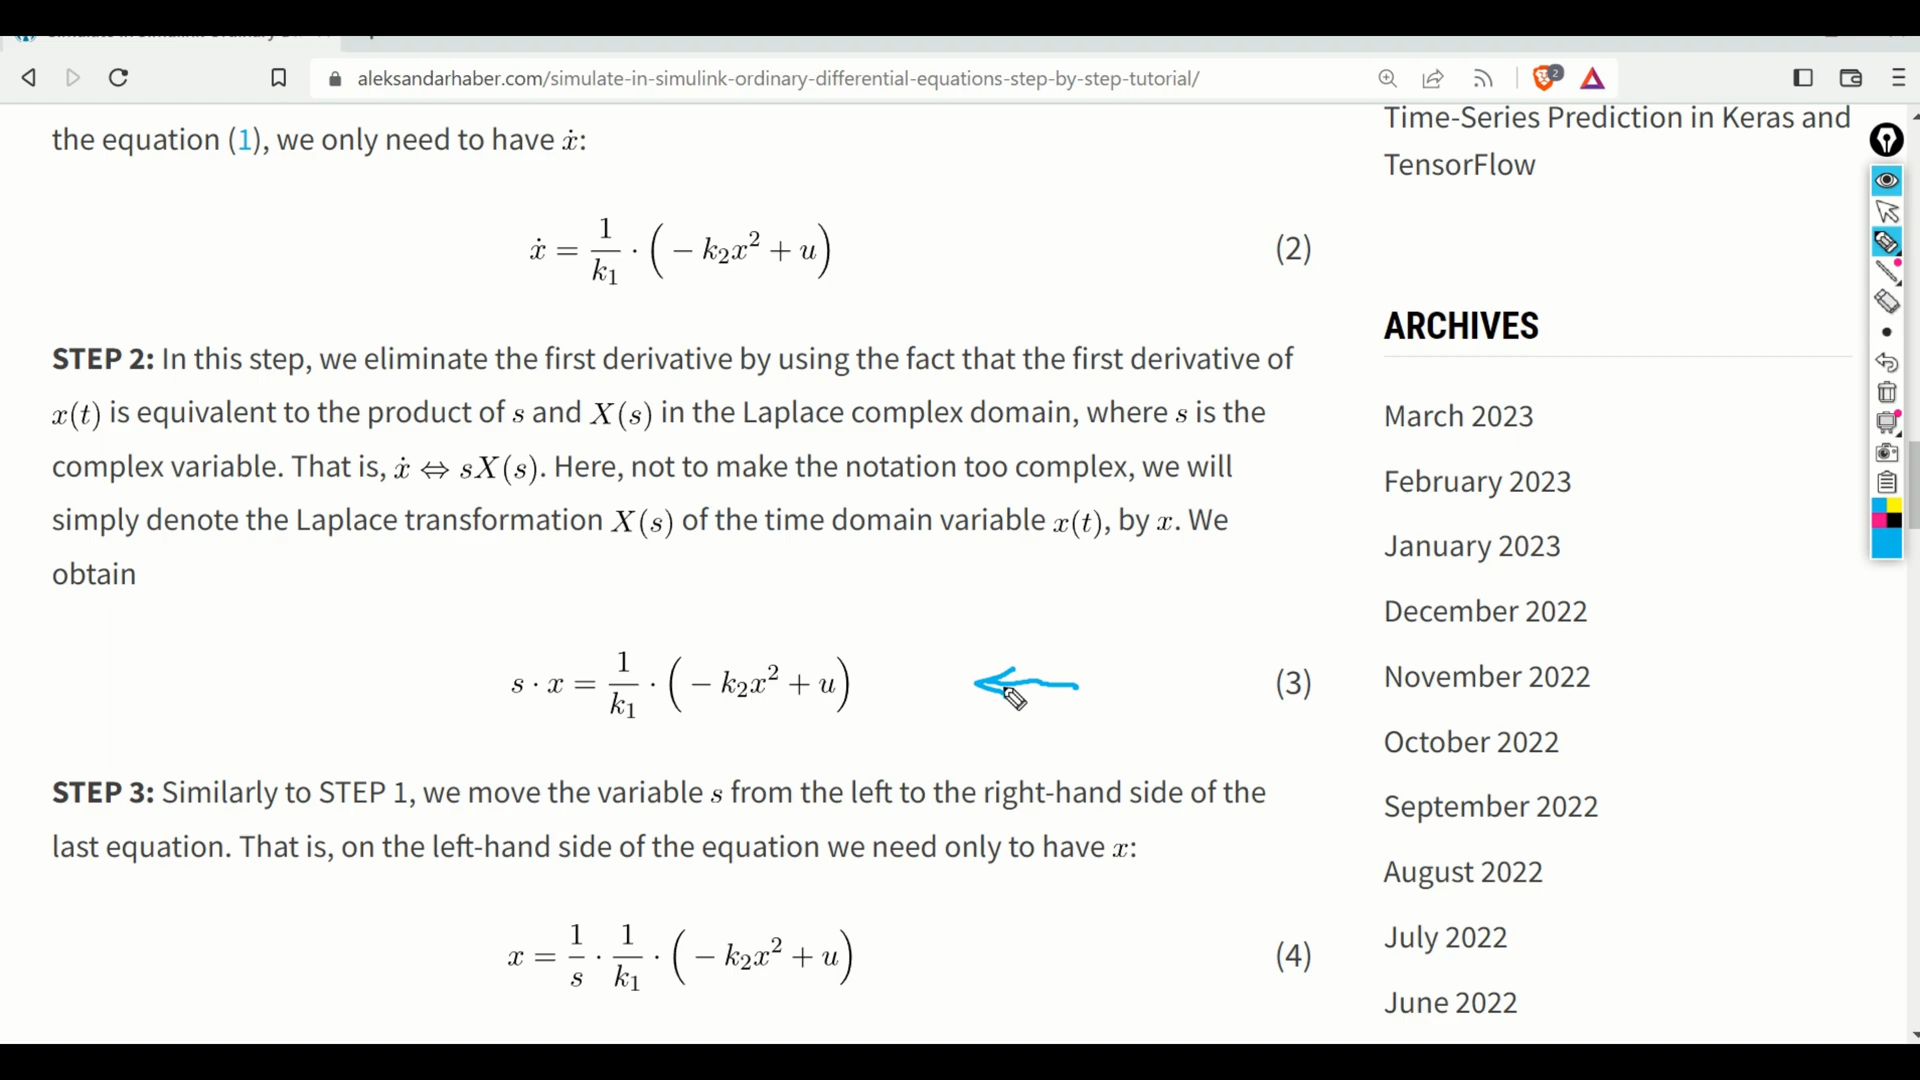 aleksandarhaber.com/simulate-in-simulink-ordinary-differential-equations-step-by-step-tutorial/
2
the equation (1), we only need to have ẋ:
ẋ = 1/k₁ · ( − k₂x² + u ) (2)
STEP 2: In this step, we eliminate the first derivative by using the fact that the first derivative of
x(t) is equivalent to the product of s and X(s) in the Laplace complex domain, where s is the
complex variable. That is, ẋ ⇔ sX(s). Here, not to make the notation too complex, we will
simply denote the Laplace transformation X(s) of the time domain variable x(t), by x. We
obtain
s · x = 1/k₁ · ( − k₂x² + u ) (3)
STEP 3: Similarly to STEP 1, we move the variable s from the left to the right-hand side of the
last equation. That is, on the left-hand side of the equation we need only to have x:
x = 1/s · 1/k₁ · ( − k₂x² + u ) (4)
Time-Series Prediction in Keras and
TensorFlow
ARCHIVES
March 2023
February 2023
January 2023
December 2022
November 2022
October 2022
September 2022
August 2022
July 2022
June 2022